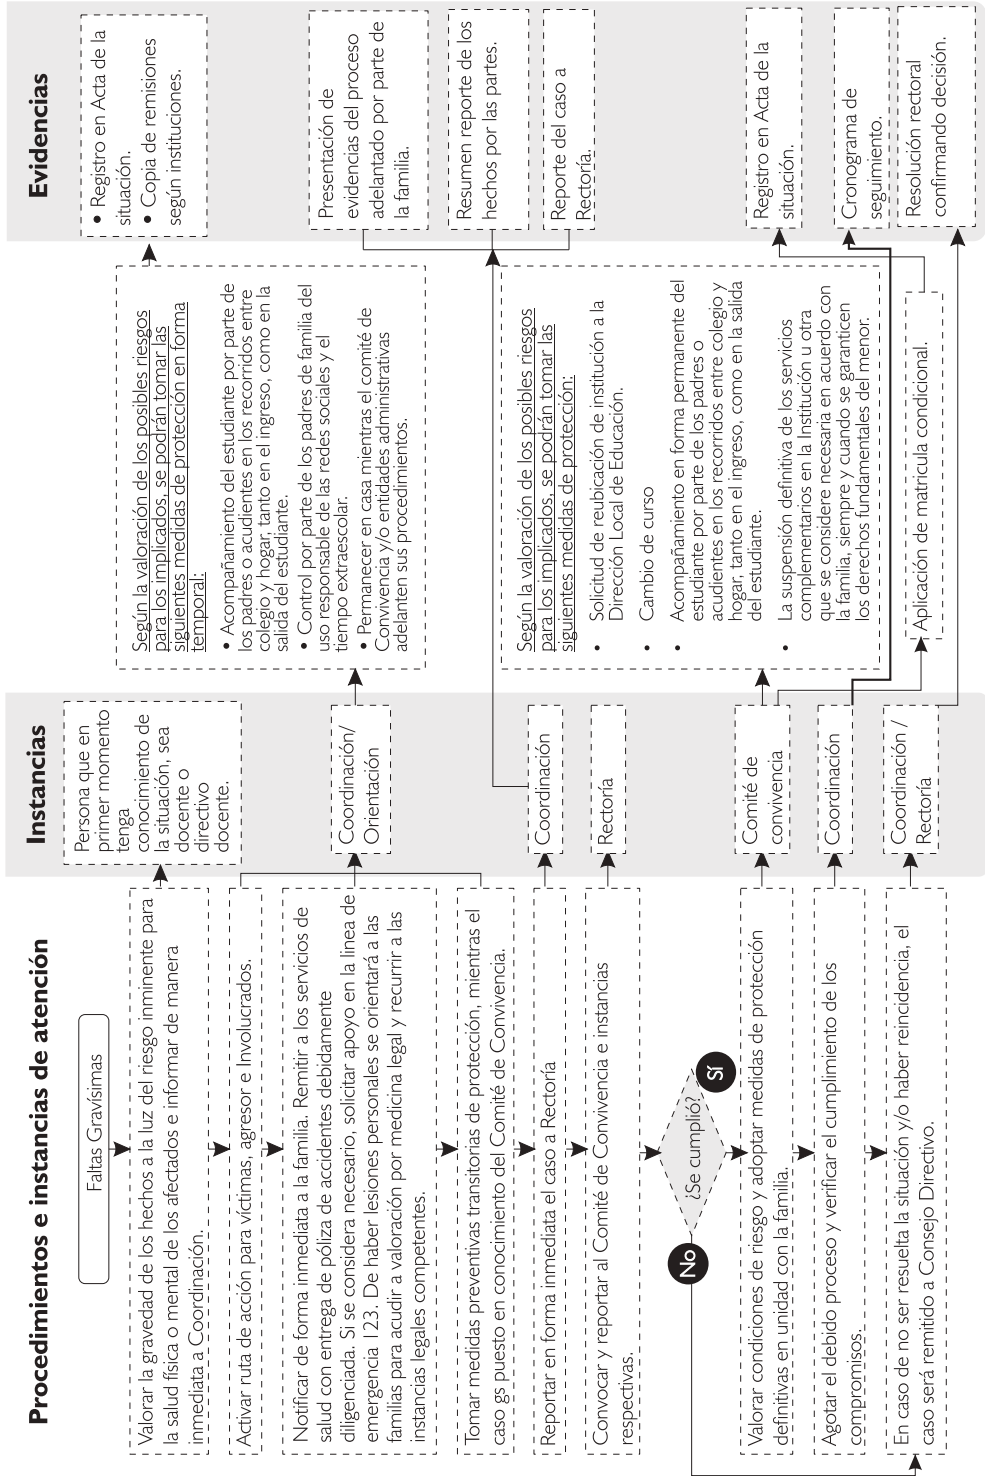 Procedimientos e instancias de atención
Instancias
Evidencias
Faltas Gravísimas
Valorar la gravedad de los hechos a la luz del riesgo inminente para
la salud física o mental de los afectados e informar de manera
inmediata a Coordinación.
Persona que en
primer momento
tenga
conocimiento de
la situación, sea
docente o
directivo
docente.
Activar ruta de acción para víctimas, agresor e Involucrados.
Notificar de forma inmediata a la familia. Remitir a los servicios de
salud con entrega de póliza de accidentes debidamente
diligenciada. Si se considera necesario, solicitar apoyo en la linea de
emergencia 123. De haber lesiones personales se orientará a las
familias para acudir a valoración por medicina legal y recurrir a las
instancias legales competentes.
Tomar medidas preventivas transitorias de protección, mientras el
caso gs puesto en conocimiento del Comité de Convivencia.
Coordinación/
Orientación
Según la valoración de los posibles riesgos
para los implicados, se podrán tomar las
siguientes medidas de protección en forma
temporal:
• Acompañamiento del estudiante por parte de
los padres o acudientes en los recorridos entre
colegio y hogar, tanto en el ingreso, como en la
salida del estudiante.
• Control por parte de los padres de familia del
uso responsable de las redes sociales y el
tiempo extraescolar.
• Permanecer en casa mientras el comité de
Convivencia y/o entidades administrativas
adelanten sus procedimientos.
• Registro en Acta de la
situación.
• Copia de remisiones
según instituciones.
Reportar en forma inmediata el caso a Rectoría
Coordinación
Presentación de
evidencias del proceso
adelantado por parte de
la familia.
Resumen reporte de los
hechos por las partes.
Reporte del caso a
Rectoría.
Convocar y reportar al Comité de Convivencia e instancias
respectivas.
Rectoría
¿Se cumplió?
No
Sí
Valorar condiciones de riesgo y adoptar medidas de protección
definitivas en unidad con la familia.
Comité de
convivencia
Según la valoración de los posibles riesgos
para los implicados, se podrán tomar las
siguientes medidas de protección:
• Solicitud de reubicación de institución a la
Dirección Local de Educación.
• Cambio de curso
• Acompañamiento en forma permanente del
estudiante por parte de los padres o
acudientes en los recorridos entre colegio y
hogar, tanto en el ingreso, como en la salida
del estudiante.
• La suspensión definitiva de los servicios
complementarios en la Institución u otra
que se considere necesaria en acuerdo con
la familia, siempre y cuando se garanticen
los derechos fundamentales del menor.
Aplicación de matricula condicional.
Registro en Acta de la
situación.
Agotar el debido proceso y verificar el cumplimiento de los
compromisos.
Coordinación
Cronograma de
seguimiento.
En caso de no ser resuelta la situación y/o haber reincidencia, el
caso será remitido a Consejo Directivo.
Coordinación /
Rectoría
Resolución rectoral
confirmando decisión.